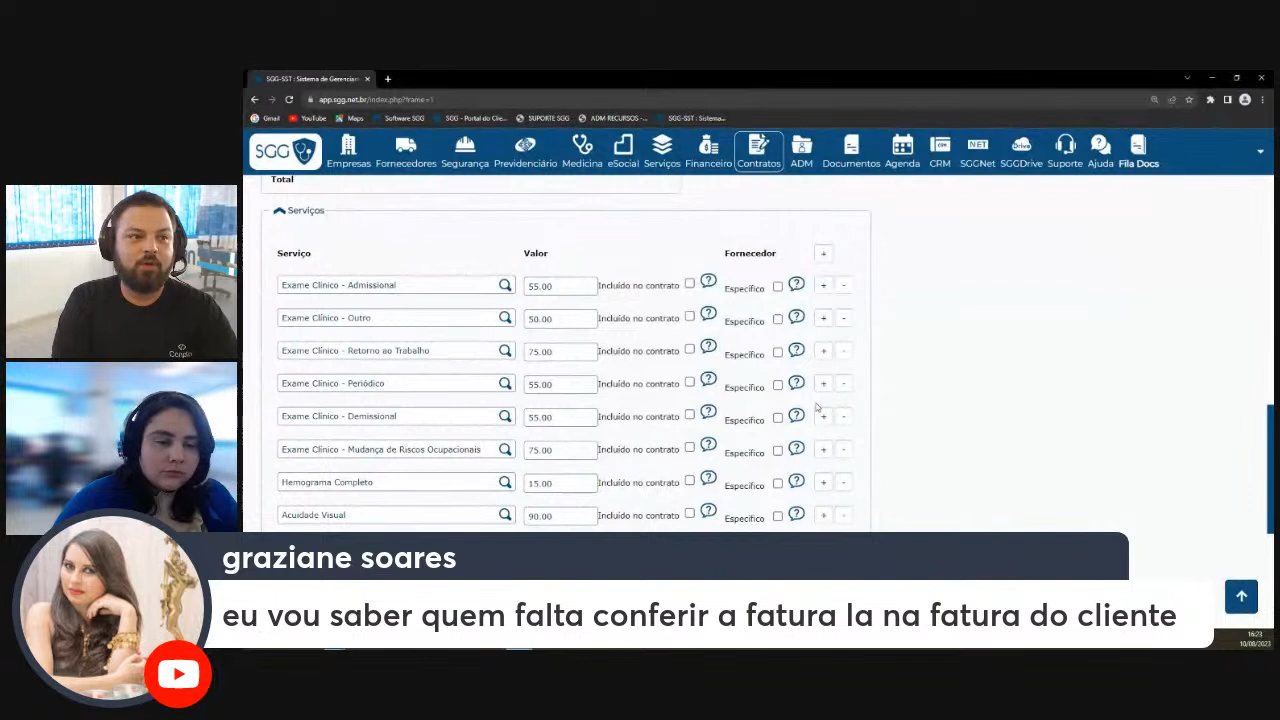 SGG-SST : Sistema de Gerenciam
app.sgg.net.br/index.php?frame=1
Gmail YouTube Maps Software SGG SGG - Portal do Clie... SUPORTE SGG ADM RECURSOS -... SGG-SST : Sistema...
SGG Empresas Fornecedores Segurança Previdenciário Medicina eSocial Serviços Financeiro Contratos ADM Documentos Agenda CRM SGGNet SGGDrive Suporte Ajuda Fila Docs
Total
Serviços
Serviço Valor Fornecedor +
Exame Clínico - Admissional 55.00 Incluído no contrato Específico + -
Exame Clínico - Outro 50.00 Incluído no contrato Específico + -
Exame Clínico - Retorno ao Trabalho 75.00 Incluído no contrato Específico + -
Exame Clínico - Periódico 55.00 Incluído no contrato Específico + -
Exame Clínico - Demissional 55.00 Incluído no contrato Específico + -
Exame Clínico - Mudança de Riscos Ocupacionais 75.00 Incluído no contrato Específico + -
Hemograma Completo 15.00 Incluído no contrato Específico + -
Acuidade Visual 90.00 Incluído no contrato Específico + -
graziane soares
eu vou saber quem falta conferir a fatura la na fatura do cliente
16:23
10/08/2023